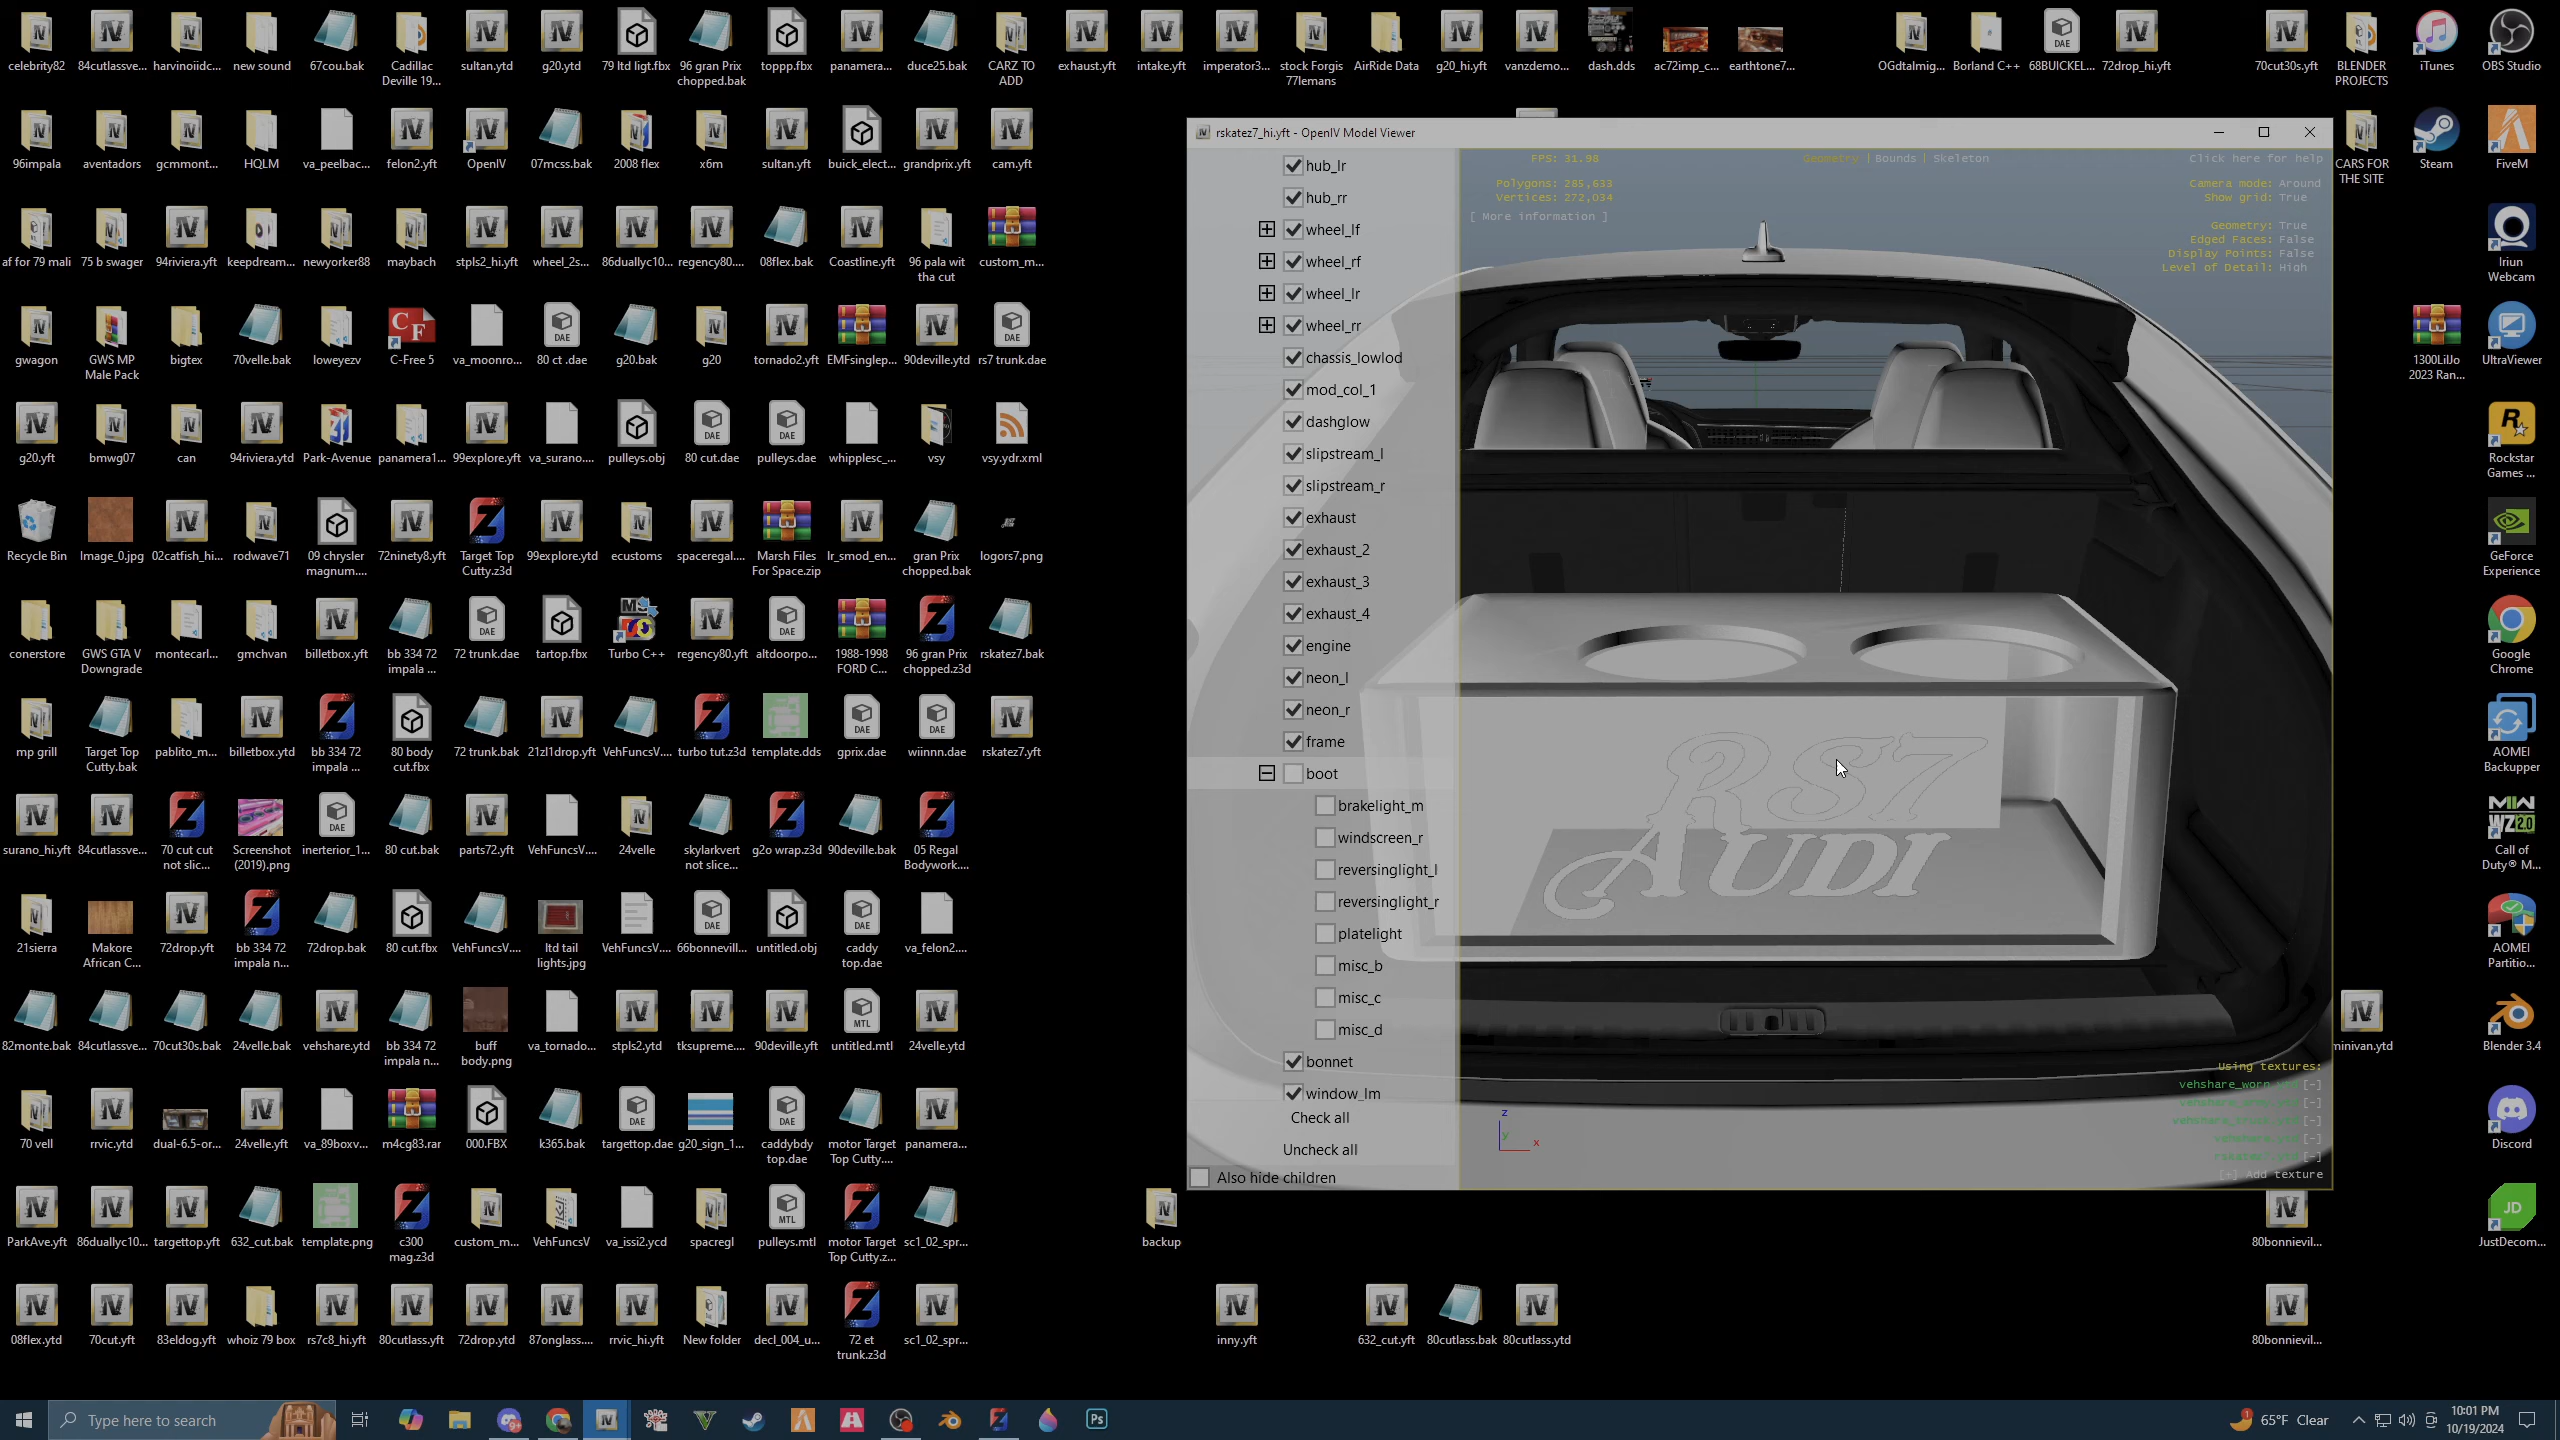 celebrity82
84cutlassve...
harvinoiidc...
new sound
67cou.bak
Cadillac Deville 19...
sultan.ytd
g20.ytd
79 ltd ligt.fbx
96 gran Prix chopped.bak
toppp.fbx
panamera...
duce25.bak
CARZ TO ADD
exhaust.yft
intake.yft
imperator3...
stock Forgis 77lemans
AirRide Data
g20_hi.yft
vanzdemo...
dash.dds
ac72imp_c...
earthtone7...
OGdtalmig...
Borland C++
68BUICKEL...
72drop_hi.yft
70cut30s.yft
BLENDER PROJECTS
iTunes
OBS Studio
96impala
aventadors
gcmmont...
HQLM
va_peelbac...
felon2.yft
OpenIV
07mcss.bak
2008 flex
x6m
sultan.yft
buick_elect...
grandprix.yft
cam.yft
CARS FOR THE SITE
Steam
FiveM
af for 79 mali
75 b swager
94riviera.yft
keepdream...
newyorker88
maybach
stpls2_hi.yft
wheel_2s...
86duallyc10...
regency80....
08flex.bak
Coastline.yft
96 pala wit tha cut
custom_m...
Iriun Webcam
gwagon
GWS MP Male Pack
bigtex
70velle.bak
loweyezv
C-Free 5
va_moonro...
80 ct .dae
g20.bak
g20
tornado2.yft
EMFsinglep...
90deville.ytd
rs7 trunk.dae
1300LilJo 2023 Ran...
UltraViewer
g20.yft
bmwg07
can
94riviera.ytd
Park-Avenue
panamera1...
99explore.yft
va_surano....
pulleys.obj
80 cut.dae
pulleys.dae
whipplesc_...
vsy
vsy.ydr.xml
Rockstar Games ...
Recycle Bin
Image_0.jpg
02catfish_hi...
rodwave71
09 chrysler magnum....
72ninety8.yft
Target Top Cutty.z3d
99explore.ytd
ecustoms
spaceregal....
Marsh Files For Space.zip
lr_smod_en...
gran Prix chopped.bak
logors7.png
GeForce Experience
conerstore
GWS GTA V Downgrade
montecarl...
gmchvan
billetbox.yft
bb 334 72 impala ...
72 trunk.dae
tartop.fbx
Turbo C++
regency80.yft
altdoorpo...
1988-1998 FORD C...
96 gran Prix chopped.z3d
rskatez7.bak
Google Chrome
mp grill
Target Top Cutty.bak
pablito_m...
billetbox.ytd
bb 334 72 impala ...
80 body cut.fbx
72 trunk.bak
21zl1drop.yft
VehFuncsV....
turbo tut.z3d
template.dds
gprix.dae
wiinnn.dae
rskatez7.yft
AOMEI Backupper
surano_hi.yft
84cutlassve...
70 cut cut not slic...
Screenshot (2019).png
inerterior_1...
80 cut.bak
parts72.yft
VehFuncsV....
24velle
skylarkvert not slice...
g2o wrap.z3d
90deville.bak
05 Regal Bodywork....
Call of Duty® M...
21sierra
Makore African C...
72drop.yft
bb 334 72 impala n...
72drop.bak
80 cut.fbx
VehFuncsV....
ltd tail lights.jpg
VehFuncsV....
66bonnevill...
untitled.obj
caddy top.dae
va_felon2....
AOMEI Partitio...
82monte.bak
84cutlassve...
70cut30s.bak
24velle.bak
vehshare.ytd
bb 334 72 impala n...
buff body.png
va_tornado...
stpls2.ytd
tksupreme....
90deville.yft
untitled.mtl
24velle.ytd
minivan.ytd
Blender 3.4
70 vell
rrvic.ytd
dual-6.5-or...
24velle.yft
va_89boxv...
m4cg83.rar
000.FBX
k365.bak
targettop.dae
g20_sign_1...
caddybdy top.dae
motor Target Top Cutty....
panamera...
Discord
ParkAve.yft
86duallyc10...
targettop.yft
632_cut.bak
template.png
c300 mag.z3d
custom_m...
VehFuncsV
va_issi2.ycd
spacregl
pulleys.mtl
motor Target Top Cutty.z...
sc1_02_spr...
backup
80bonnievil...
JustDecom...
08flex.ytd
70cut.yft
83eldog.yft
whoiz 79 box
rs7c8_hi.yft
80cutlass.yft
72drop.ytd
87onglass....
rrvic_hi.yft
New folder
decl_004_u...
72 et trunk.z3d
sc1_02_spr...
inny.yft
632_cut.yft
80cutlass.bak
80cutlass.ytd
80bonnievil...
rskatez7_hi.yft - OpenIV Model Viewer
hub_lr
hub_rr
wheel_lf
wheel_rf
wheel_lr
wheel_rr
chassis_lowlod
mod_col_1
dashglow
slipstream_l
slipstream_r
exhaust
exhaust_2
exhaust_3
exhaust_4
engine
neon_l
neon_r
frame
boot
brakelight_m
windscreen_r
reversinglight_l
reversinglight_r
platelight
misc_b
misc_c
misc_d
bonnet
window_lm
Check all
Uncheck all
Also hide children
FPS: 31.98
Geometry | Bounds | Skeleton
Click here for help
Polygons: 285,633
Vertices: 272,034
[ More information ]
Camera mode: Around
Show grid: True
Geometry: True
Edged Faces: False
Display Points: False
Level of Detail: High
RS7
AUDI
z
y
x
Using textures:
vehshare_worn.ytd [-]
[-]
[-]
vehshare.ytd [-]
rskatez7.ytd [-]
[+] Add texture
Type here to search
65°F Clear
10:01 PM
10/19/2024